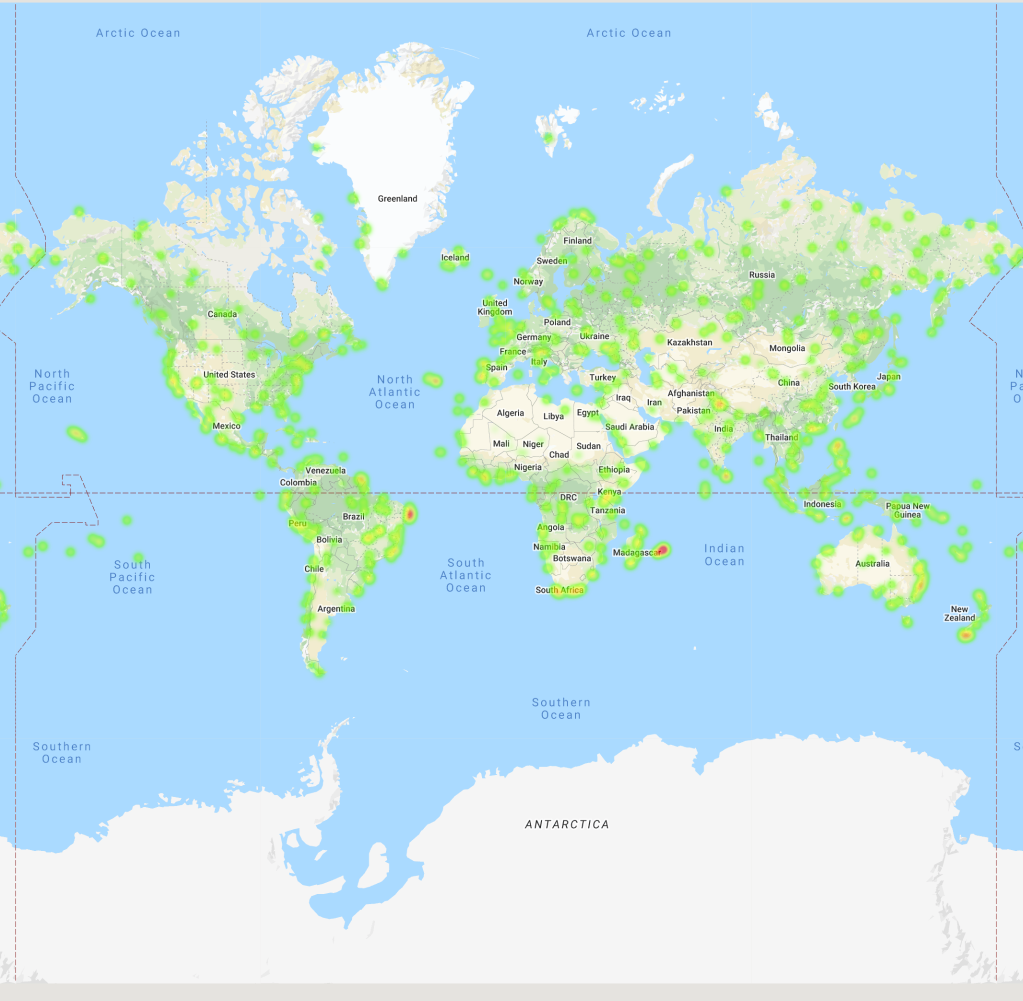 Arctic Ocean
Arctic Ocean
Greenland
Iceland
Finland
Sweden
Norway
Russia
United
Kingdom
Poland
Germany
Ukraine
France
Italy
Spain
Turkey
Kazakhstan
Mongolia
Canada
United States
North
Pacific
Ocean
North
Atlantic
Ocean
China
Japan
South Korea
Afghanistan
Iraq
Iran
Pakistan
Algeria
Libya
Egypt
Saudi Arabia
India
Mexico
Mali
Niger
Sudan
Chad
Thailand
Nigeria
Ethiopia
Venezuela
Colombia
DRC
Kenya
Tanzania
Indonesia
Papua New
Guinea
Brazil
Peru
Bolivia
Angola
Namibia
Botswana
Madagascar
Indian
Ocean
Chile
South
Pacific
Ocean
South
Atlantic
Ocean
Australia
South Africa
Argentina
New
Zealand
Southern
Ocean
Southern
Ocean
ANTARCTICA
N
Pa
S